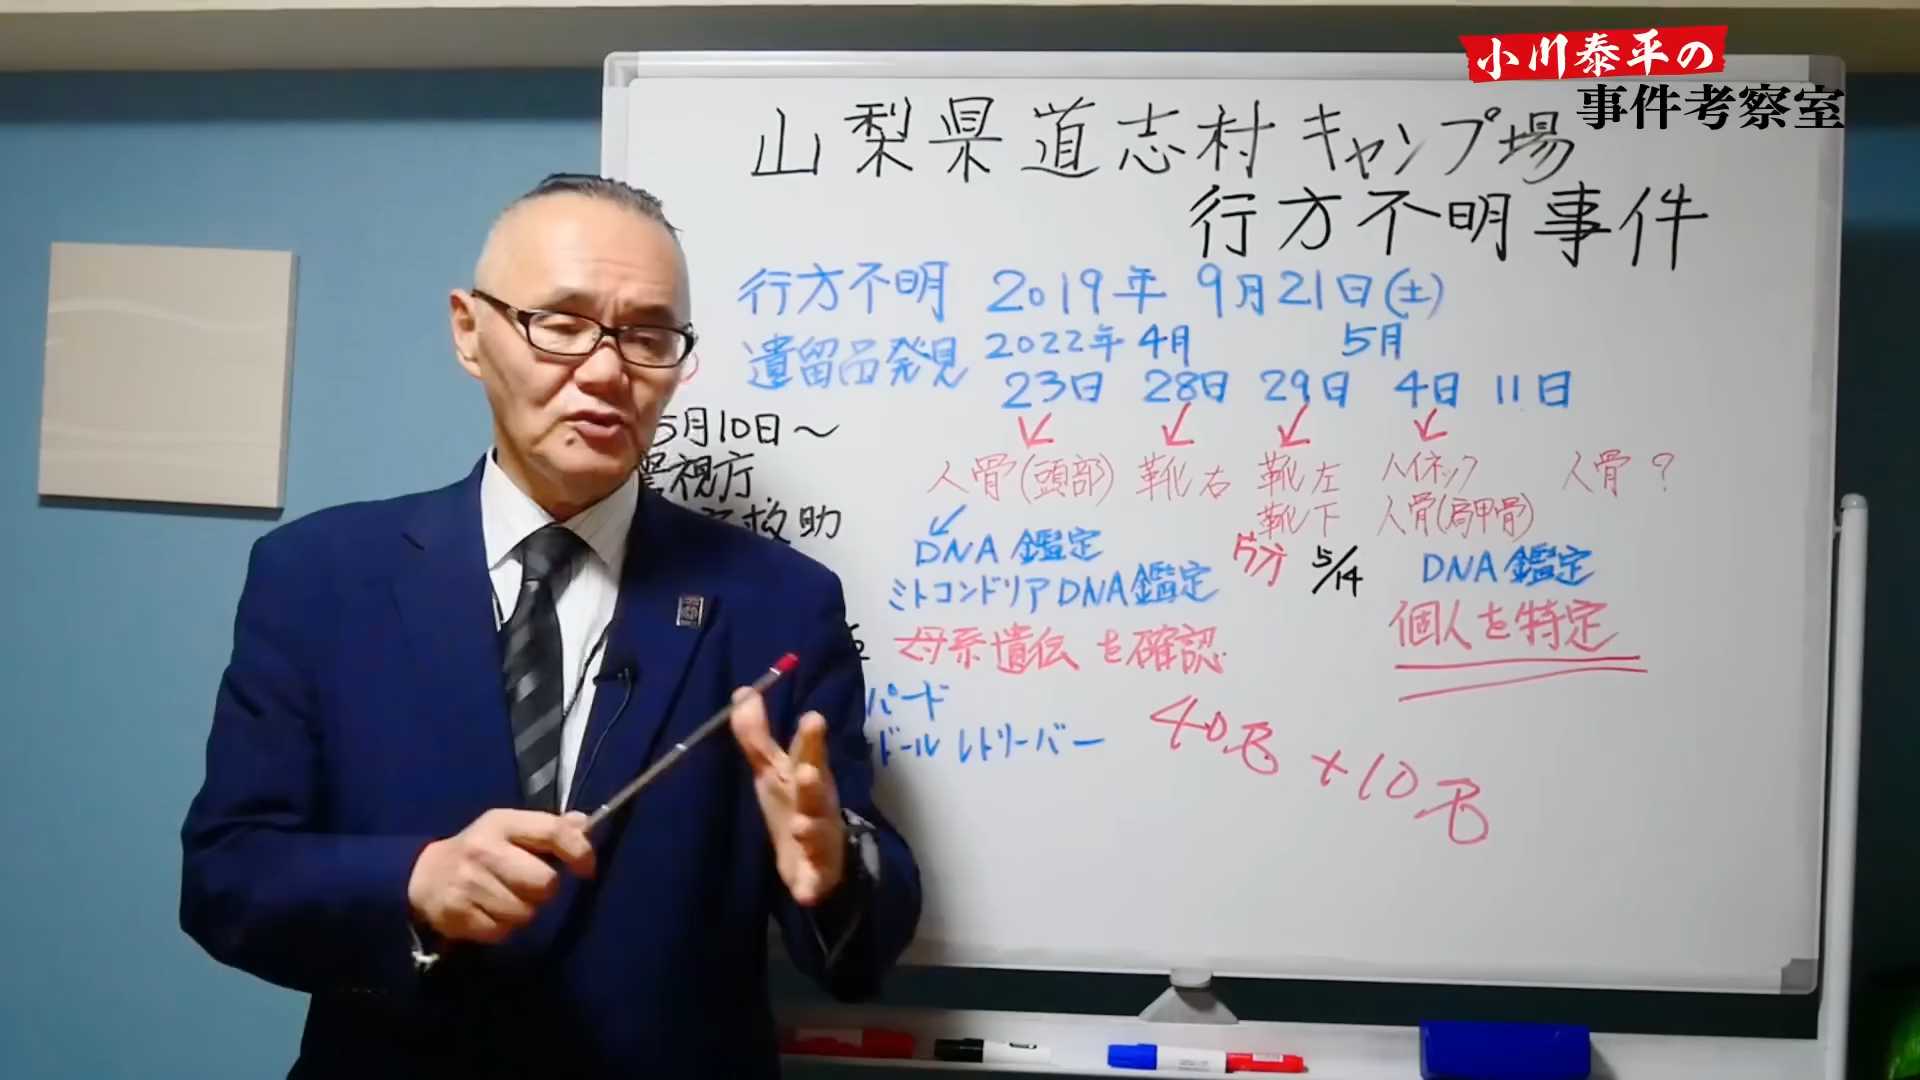 小川泰平の
事件考察室
山梨県道志村キャンプ場
行方不明事件
行方不明 2019年 9月21日(土)
遺留品発見 2022年 4月 5月
23日 28日 29日 4日 11日
5月10日〜
警視庁
救助
人骨(頭部) 靴右 靴左 ハイネック 人骨?
靴下 人骨(肩甲骨)
DNA鑑定 5/14 DNA鑑定
ミトコンドリアDNA鑑定
母系遺伝を確認 個人を特定
パード
ドール レトリーバー
40名+10名